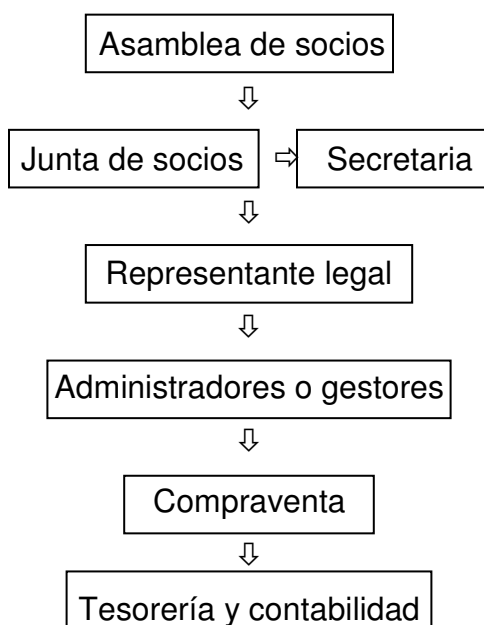 Asamblea de socios
Junta de socios
Secretaria
Representante legal
Administradores o gestores
Compraventa
Tesorería y contabilidad